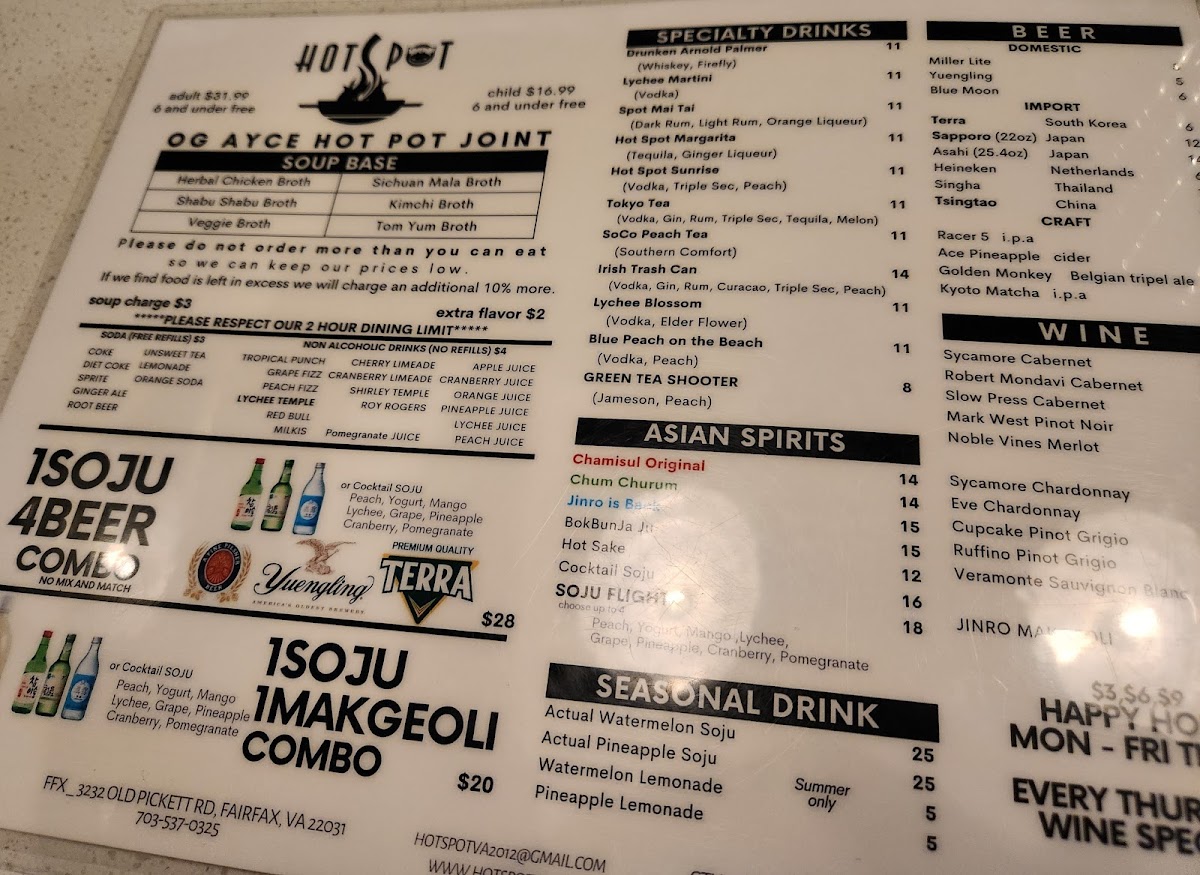 HOTSPOT
adult $31.99
6 and under free
child $16.99
6 and under free
OG AYCE HOT POT JOINT
SOUP BASE
Herbal Chicken Broth Sichuan Mala Broth
Shabu Shabu Broth Kimchi Broth
Veggie Broth Tom Yum Broth
Please do not order more than you can eat
so we can keep our prices low.
If we find food is left in excess we will charge an additional 10% more.
soup charge $3 extra flavor $2
*****PLEASE RESPECT OUR 2 HOUR DINING LIMIT*****
SODA (FREE REFILLS) $3
COKE UNSWEET TEA
DIET COKE LEMONADE
SPRITE ORANGE SODA
GINGER ALE
ROOT BEER
NON ALCOHOLIC DRINKS (NO REFILLS) $4
TROPICAL PUNCH CHERRY LIMEADE APPLE JUICE
GRAPE FIZZ CRANBERRY LIMEADE CRANBERRY JUICE
PEACH FIZZ SHIRLEY TEMPLE ORANGE JUICE
LYCHEE TEMPLE ROY ROGERS PINEAPPLE JUICE
RED BULL LYCHEE JUICE
MILKIS Pomegranate JUICE PEACH JUICE
1SOJU
4BEER
COMBO
NO MIX AND MATCH
or Cocktail SOJU
Peach, Yogurt, Mango
Lychee, Grape, Pineapple
Cranberry, Pomegranate
Yuengling
AMERICA'S OLDEST BREWERY
PREMIUM QUALITY
TERRA
$28
or Cocktail SOJU
Peach, Yogurt, Mango
Lychee, Grape, Pineapple
Cranberry, Pomegranate
1SOJU
1MAKGEOLI
COMBO
$20
FFX_ 3232 OLD PICKETT RD, FAIRFAX, VA 22031
703-537-0325
HOTSPOTVA2012@GMAIL.COM
SPECIALTY DRINKS
Drunken Arnold Palmer 11
(Whiskey, Firefly)
Lychee Martini 11
(Vodka)
Spot Mai Tai 11
(Dark Rum, Light Rum, Orange Liqueur)
Hot Spot Margarita 11
(Tequila, Ginger Liqueur)
Hot Spot Sunrise 11
(Vodka, Triple Sec, Peach)
Tokyo Tea 11
(Vodka, Gin, Rum, Triple Sec, Tequila, Melon)
SoCo Peach Tea 11
(Southern Comfort)
Irish Trash Can 14
(Vodka, Gin, Rum, Curacao, Triple Sec, Peach)
Lychee Blossom 11
(Vodka, Elder Flower)
Blue Peach on the Beach 11
(Vodka, Peach)
GREEN TEA SHOOTER 8
(Jameson, Peach)
ASIAN SPIRITS
Chamisul Original 14
Chum Churum 14
Jinro is Back 15
BokBunJa 15
Hot Sake 12
Cocktail Soju 16
SOJU FLIGHT 18
choose up to 4
Peach, Yogurt, Mango ,Lychee,
Grape, Pineapple, Cranberry, Pomegranate
SEASONAL DRINK
Actual Watermelon Soju 25
Actual Pineapple Soju 25
Watermelon Lemonade 5
Pineapple Lemonade 5
Summer
only
BEER
DOMESTIC
Miller Lite
Yuengling 5
Blue Moon
IMPORT
Terra South Korea 6
Sapporo (22oz) Japan 12
Asahi (25.4oz) Japan
Heineken Netherlands
Singha Thailand
Tsingtao China
CRAFT
Racer 5 i.p.a
Ace Pineapple cider
Golden Monkey Belgian tripel ale
Kyoto Matcha i.p.a
WINE
Sycamore Cabernet
Robert Mondavi Cabernet
Slow Press Cabernet
Mark West Pinot Noir
Noble Vines Merlot
Sycamore Chardonnay
Eve Chardonnay
Cupcake Pinot Grigio
Ruffino Pinot Grigio
Veramonte Sauvignon Blanc
JINRO
$3 $6 $9
HAPPY HO
MON - FRI
EVERY THUR
WINE SPE